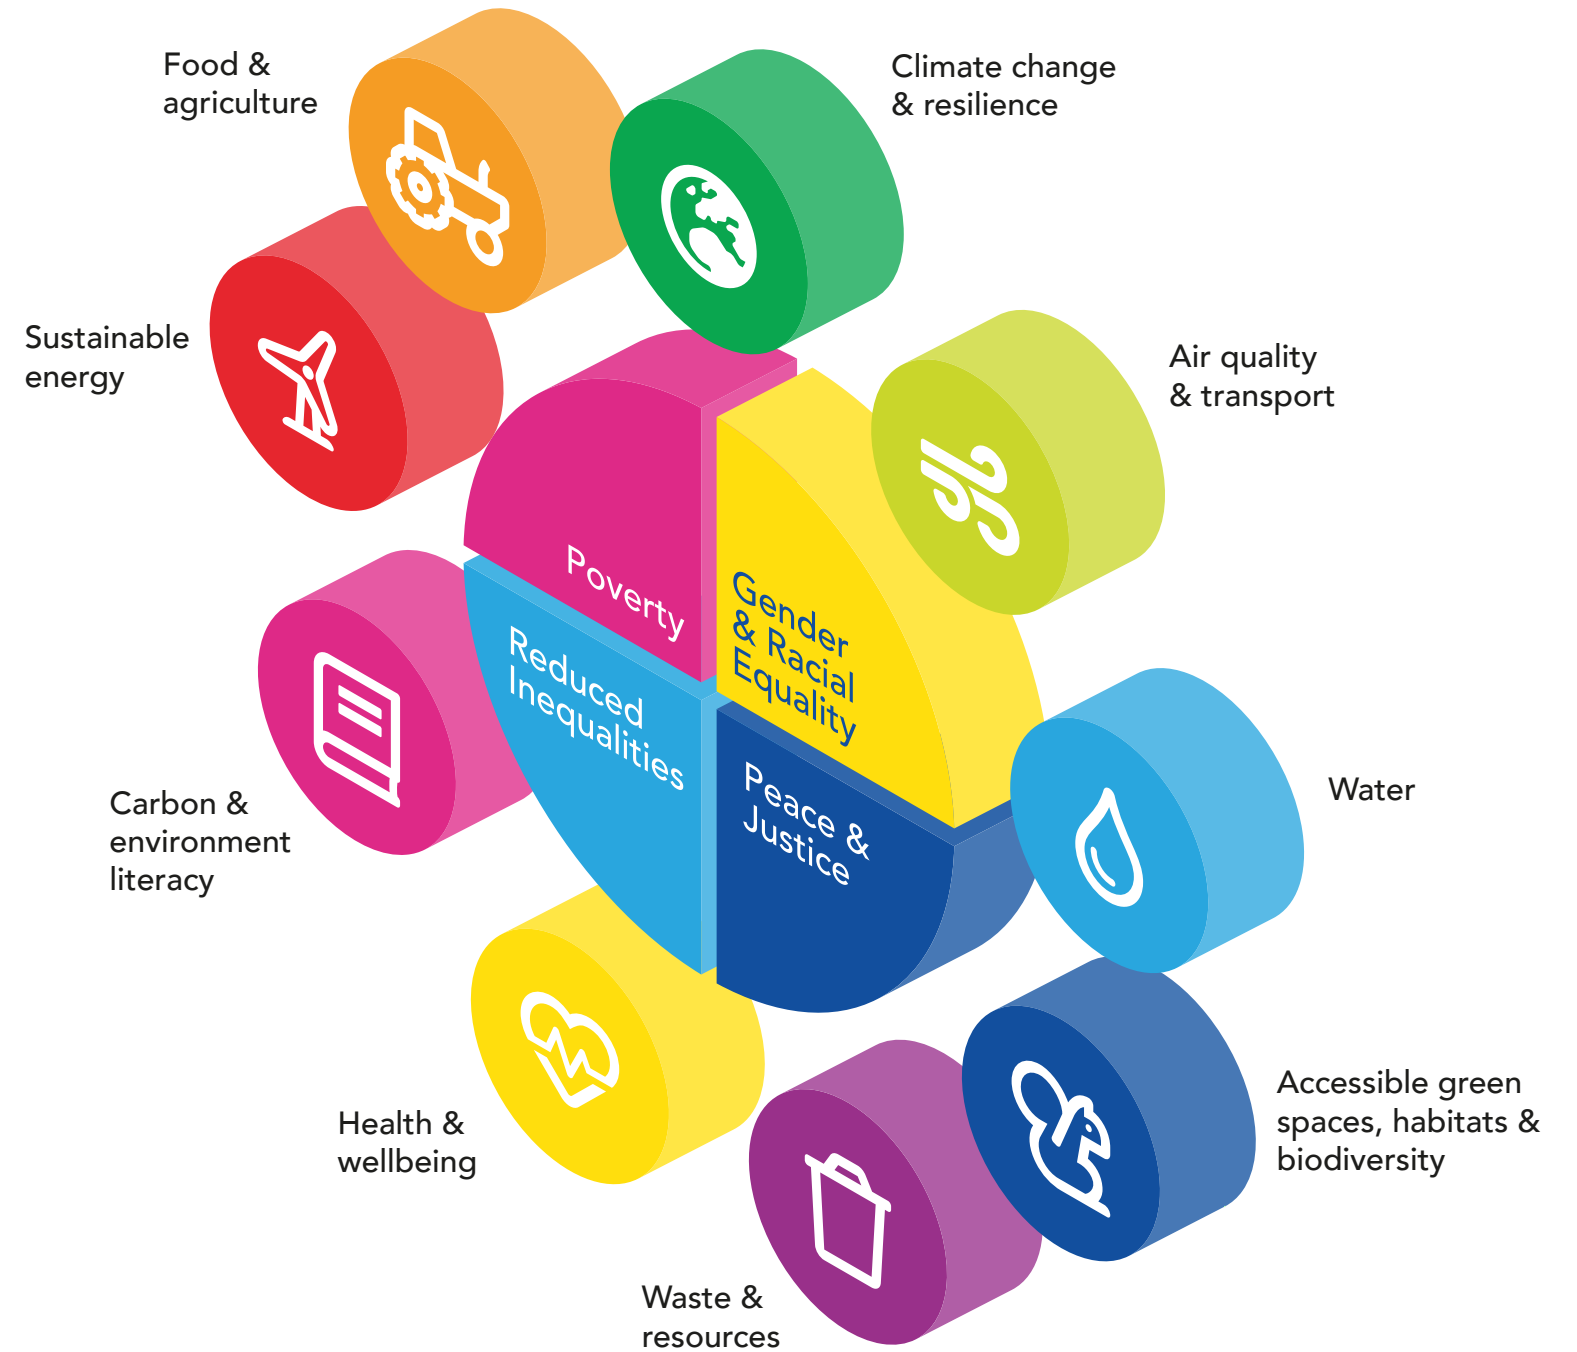 Food &
agriculture
Climate change
& resilience
Sustainable
energy
Air quality
& transport
Poverty
Gender
& Racial
Equality
Reduced
Inequalities
Peace &
Justice
Water
Carbon &
environment
literacy
Health &
wellbeing
Accessible green
spaces, habitats &
biodiversity
Waste &
resources